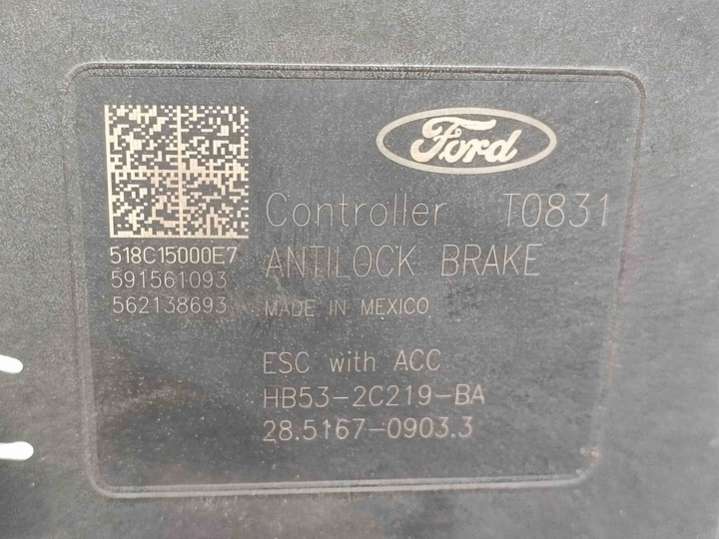 Ford
Controller T0831
ANTILOCK BRAKE
MADE IN MEXICO
518C15000E7
591561093
562138693
ESC with ACC
HB53-2C219-BA
28.5167-0903.3